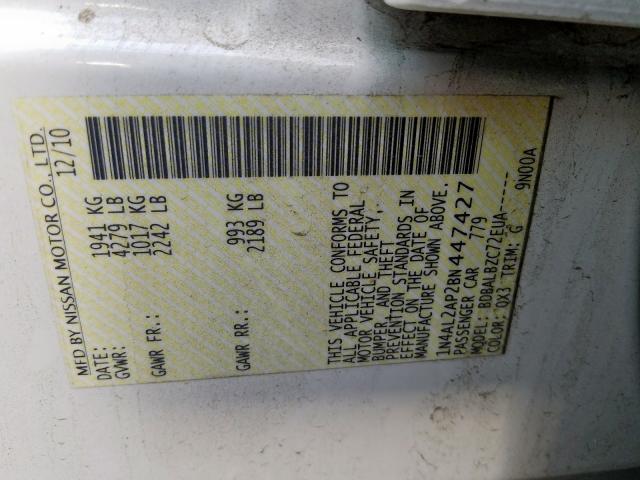 MFD BY NISSAN MOTOR CO., LTD.
DATE: 12/10
GVWR: 1941 KG
4279 LB
GAWR FR.: 1017 KG
2242 LB
GAWR RR.: 993 KG
2189 LB
THIS VEHICLE CONFORMS TO
ALL APPLICABLE FEDERAL
MOTOR VEHICLE SAFETY,
BUMPER, AND THEFT
PREVENTION STANDARDS IN
EFFECT ON THE DATE OF
MANUFACTURE SHOWN ABOVE.
1N4AL2AP2BN447427
PASSENGER CAR 779
MODEL: BDBALBZC72EUA-----
COLOR: QX3 TRIM: G 9N00A